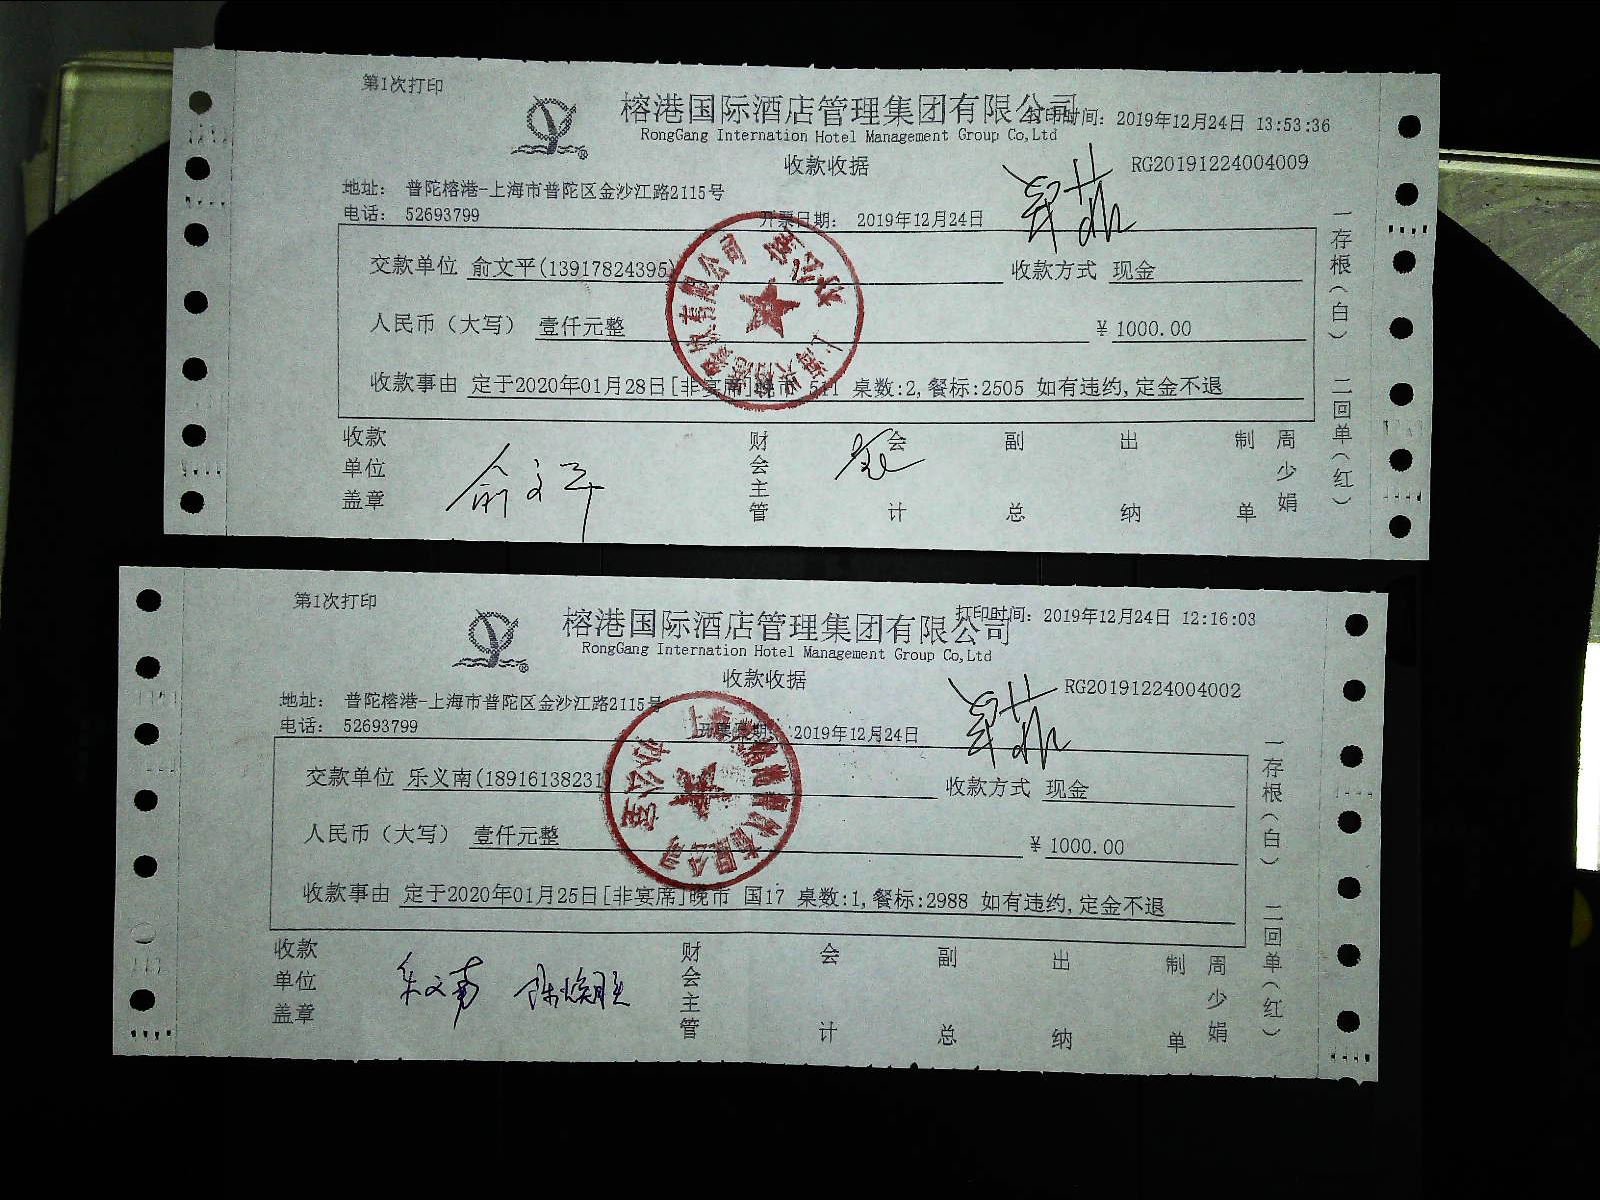 第1次打印
榕港国际酒店管理集团有限公司
打印时间： 2019年12月24日 13:53:36
RongGang Internation Hotel Management Group Co,Ltd
收款收据
RG20191224004009
地址： 普陀榕港-上海市普陀区金沙江路2115号
电话： 52693799
开票日期： 2019年12月24日
交款单位 俞文平(13917824395) 收款方式 现金
人民币（大写） 壹仟元整 ￥ 1000.00
收款事由 定于2020年01月28日[非宴席]晚市 511 桌数:2,餐标:2505 如有违约,定金不退
收款单位盖章 俞文平 财会主管 会计 副总 出纳 制单 周少娟
一存根（白） 二回单（红）
办公室
第1次打印
榕港国际酒店管理集团有限公司
打印时间： 2019年12月24日 12:16:03
RongGang Internation Hotel Management Group Co,Ltd
收款收据
RG20191224004002
地址： 普陀榕港-上海市普陀区金沙江路2115号
电话： 52693799
开票日期： 2019年12月24日
交款单位 乐义南(18916138231) 收款方式 现金
人民币（大写） 壹仟元整 ￥ 1000.00
收款事由 定于2020年01月25日[非宴席]晚市 国17 桌数:1,餐标:2988 如有违约,定金不退
收款单位盖章 财会主管 会计 副总 出纳 制单 周少娟
一存根（白） 二回单（红）
办公室